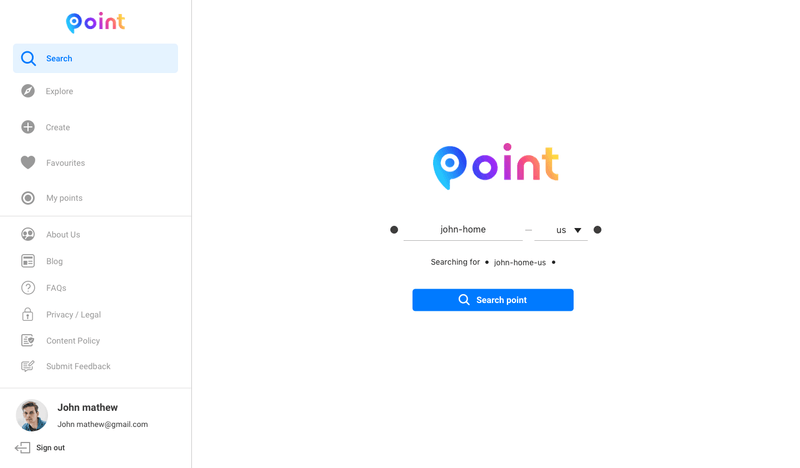 Point
Search
Explore
Create
Favourites
My points
About Us
Blog
FAQs
Privacy / Legal
Content Policy
Submit Feedback
John mathew
John mathew@gmail.com
Sign out
Point
● john-home — us ▼ ●
Searching for • john-home-us •
Search point